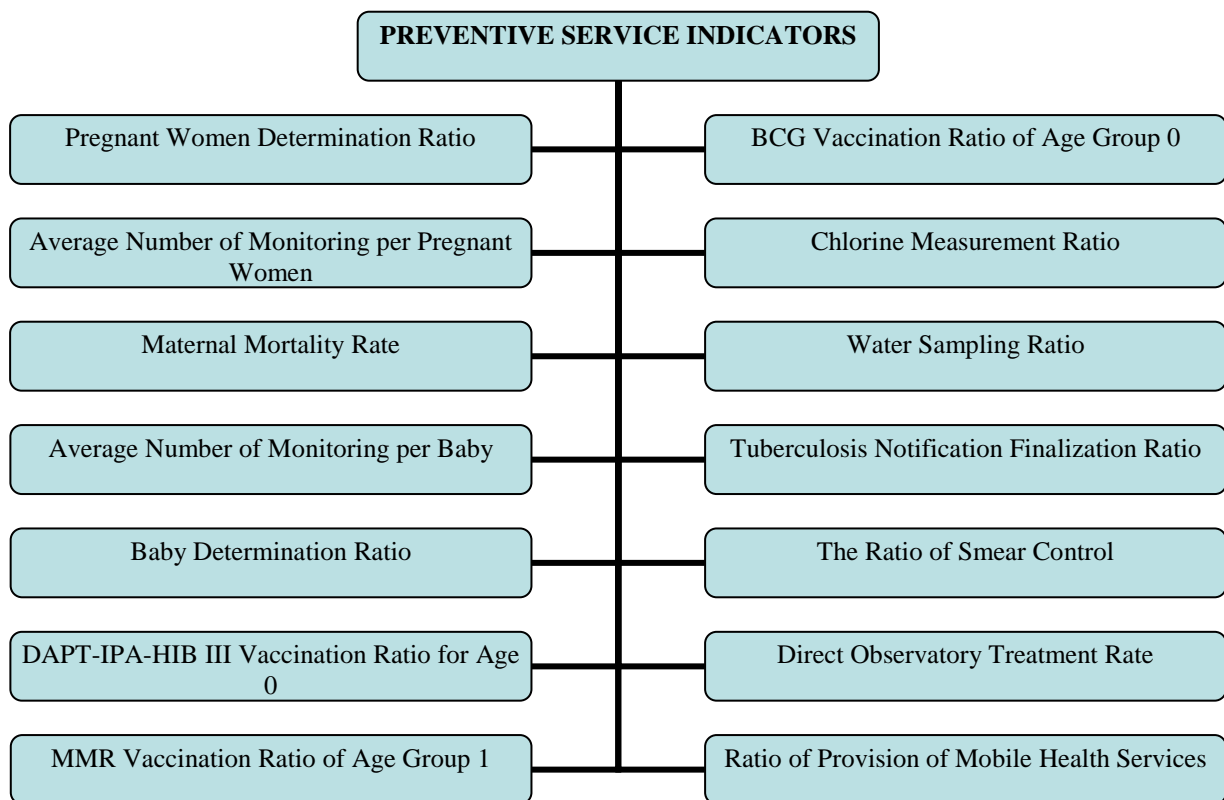 PREVENTIVE SERVICE INDICATORS
Pregnant Women Determination Ratio
BCG Vaccination Ratio of Age Group 0
Average Number of Monitoring per Pregnant
Women
Chlorine Measurement Ratio
Maternal Mortality Rate
Water Sampling Ratio
Average Number of Monitoring per Baby
Tuberculosis Notification Finalization Ratio
Baby Determination Ratio
The Ratio of Smear Control
DAPT-IPA-HIB III Vaccination Ratio for Age
0
Direct Observatory Treatment Rate
MMR Vaccination Ratio of Age Group 1
Ratio of Provision of Mobile Health Services